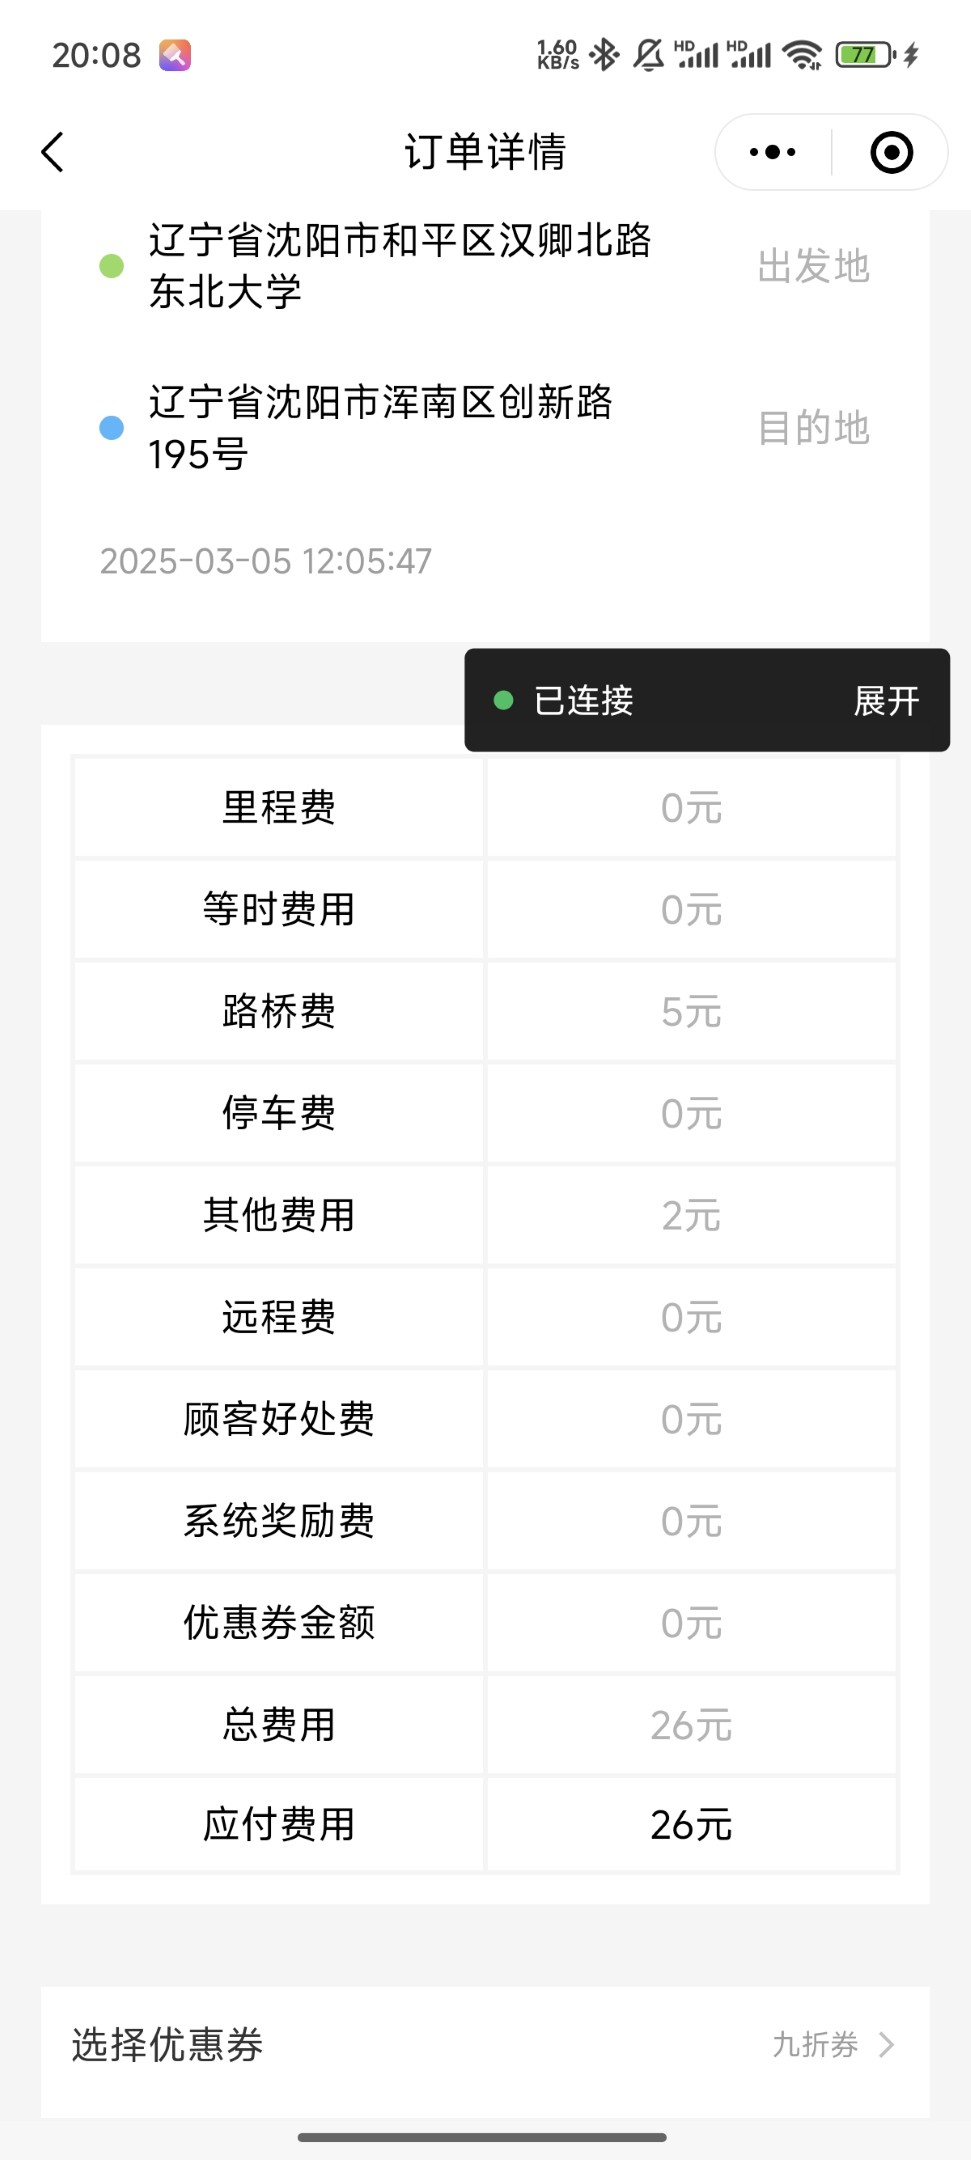 20:08
1.60
KB/s
HD
HD
77
订单详情
辽宁省沈阳市和平区汉卿北路
东北大学
出发地
辽宁省沈阳市浑南区创新路
195号
目的地
2025-03-05 12:05:47
已连接 展开
里程费 0元
等时费用 0元
路桥费 5元
停车费 0元
其他费用 2元
远程费 0元
顾客好处费 0元
系统奖励费 0元
优惠券金额 0元
总费用 26元
应付费用 26元
选择优惠券 九折券